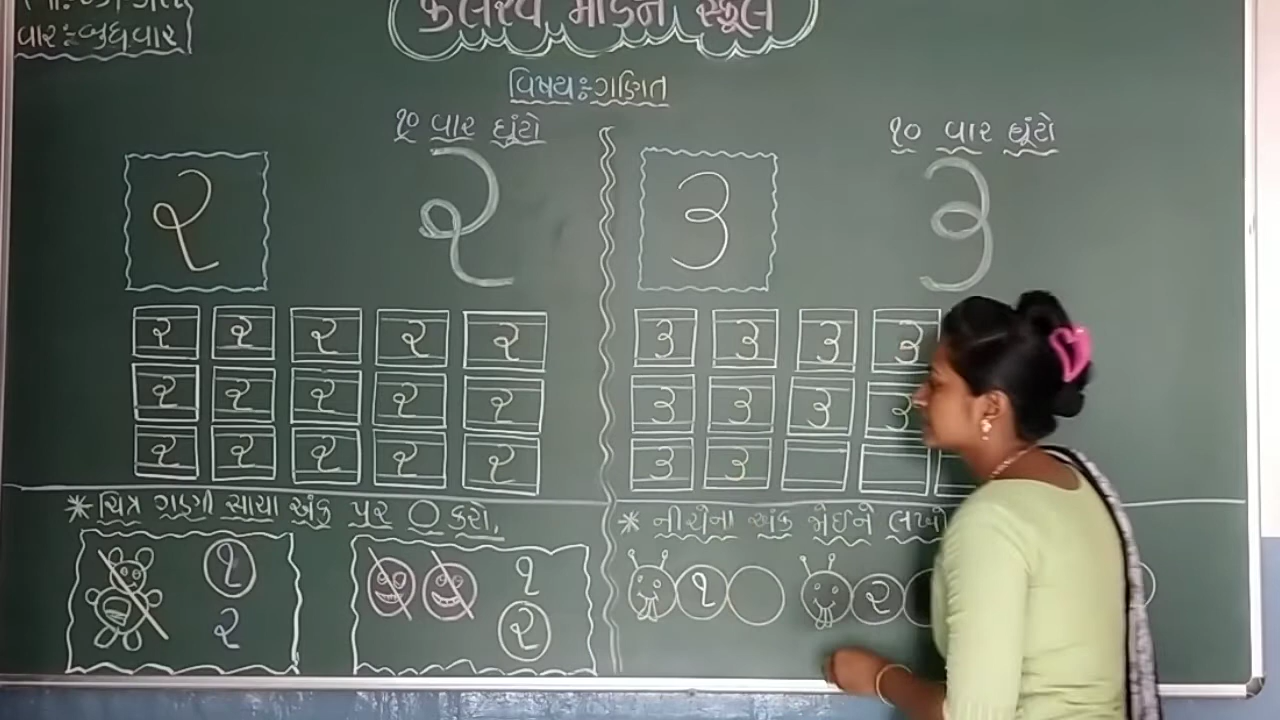 વાર:બુધવાર
કલરવ મોર્ડન સ્કૂલ
વિષય:ગણિત
૧૦ વાર ઘૂંટો
૨ ૨
૨ ૨ ૨ ૨ ૨
૨ ૨ ૨ ૨ ૨
૨ ૨ ૨ ૨ ૨
૧૦ વાર ઘૂંટો
૩ ૩
૩ ૩ ૩ ૩
૩ ૩ ૩ ૩
૩ ૩
* ચિત્ર ગણી સાચા અંક પર ○ કરો.
૧ ૧
૨ ૨
* નીચેના અંક જોઈને લખો
૧ ૨